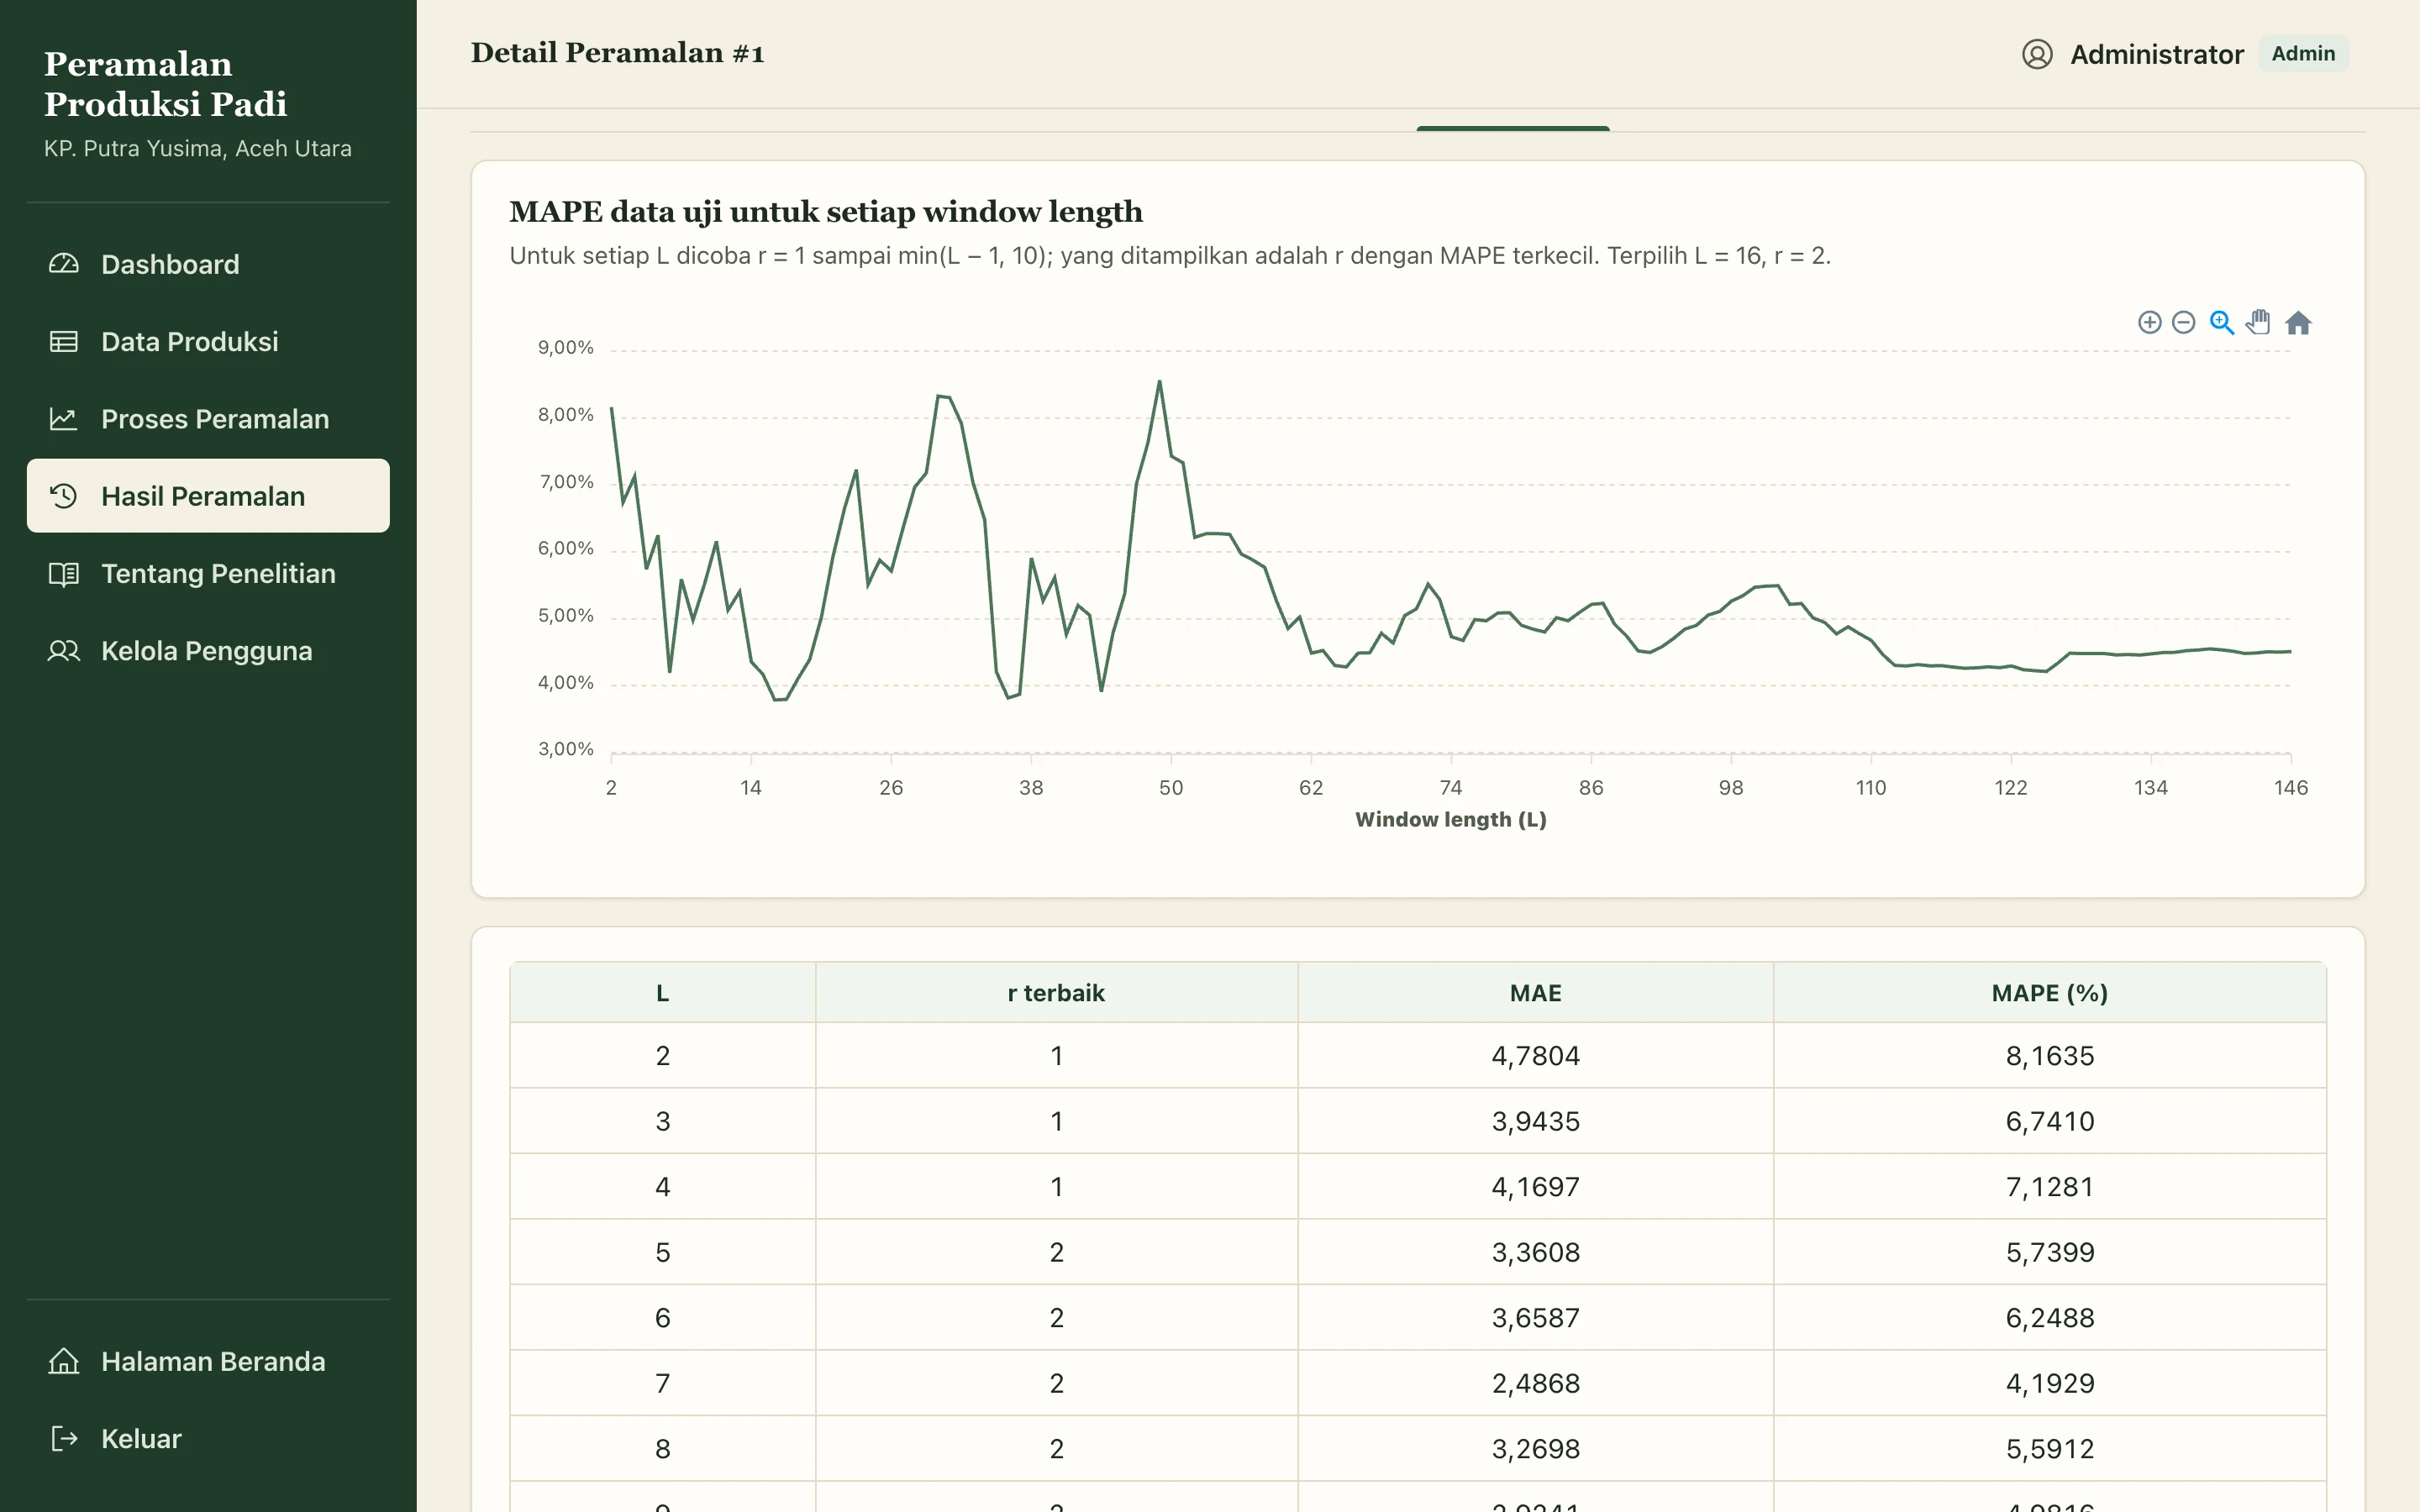 Peramalan
Produksi Padi
KP. Putra Yusima, Aceh Utara
Dashboard
Data Produksi
Proses Peramalan
Hasil Peramalan
Tentang Penelitian
Kelola Pengguna
Halaman Beranda
Keluar
Detail Peramalan #1
Administrator Admin
MAPE data uji untuk setiap window length
Untuk setiap L dicoba r = 1 sampai min(L – 1, 10); yang ditampilkan adalah r dengan MAPE terkecil. Terpilih L = 16, r = 2.
9,00%
8,00%
7,00%
6,00%
5,00%
4,00%
3,00%
2 14 26 38 50 62 74 86 98 110 122 134 146
Window length (L)
L r terbaik MAE MAPE (%)
2 1 4,7804 8,1635
3 1 3,9435 6,7410
4 1 4,1697 7,1281
5 2 3,3608 5,7399
6 2 3,6587 6,2488
7 2 2,4868 4,1929
8 2 3,2698 5,5912